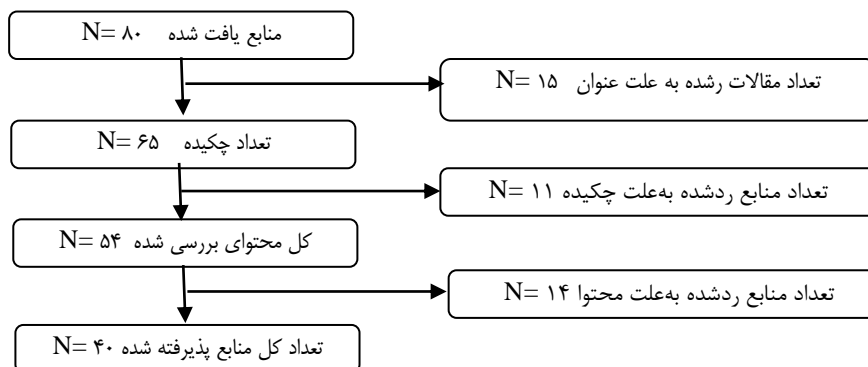 منابع یافت شده N= ۸۰
تعداد مقالات رشده به علت عنوان N= ۱۵
تعداد چکیده N= ۶۵
تعداد منابع ردشده به‌علت چکیده N= ۱۱
کل محتوای بررسی شده N= ۵۴
تعداد منابع ردشده به‌علت محتوا N= ۱۴
تعداد کل منابع پذیرفته شده N= ۴۰